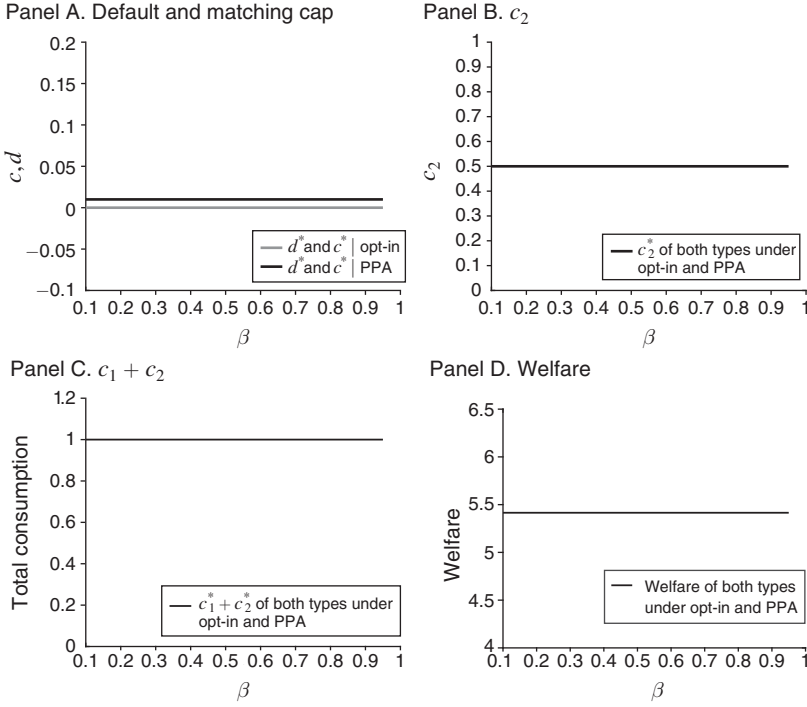 Panel A. Default and matching cap
0.2
0.15
0.1
0.05
0
−0.05
−0.1
c,d
0.1 0.2 0.3 0.4 0.5 0.6 0.7 0.8 0.9 1
β
d* and c* | opt-in
d* and c* | PPA
Panel B. c₂
1
0.9
0.8
0.7
0.6
0.5
0.4
0.3
0.2
0.1
0
c₂
0.1 0.2 0.3 0.4 0.5 0.6 0.7 0.8 0.9 1
β
c₂* of both types under
opt-in and PPA
Panel C. c₁ + c₂
1.2
1
0.8
0.6
0.4
0.2
0
Total consumption
0.1 0.2 0.3 0.4 0.5 0.6 0.7 0.8 0.9 1
β
c₁* + c₂* of both types under
opt-in and PPA
Panel D. Welfare
6.5
6
5.5
5
4.5
4
Welfare
0.1 0.2 0.3 0.4 0.5 0.6 0.7 0.8 0.9 1
β
Welfare of both types
under opt-in and PPA